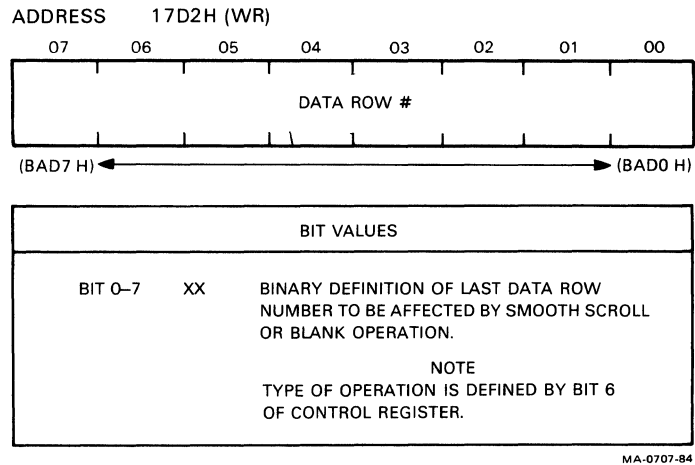 ADDRESS 17D2H (WR)
07 06 05 04 03 02 01 00
DATA ROW #
(BAD7 H) (BAD0 H)
BIT VALUES
BIT 0–7 XX BINARY DEFINITION OF LAST DATA ROW
NUMBER TO BE AFFECTED BY SMOOTH SCROLL
OR BLANK OPERATION.
NOTE
TYPE OF OPERATION IS DEFINED BY BIT 6
OF CONTROL REGISTER.
MA-0707-84